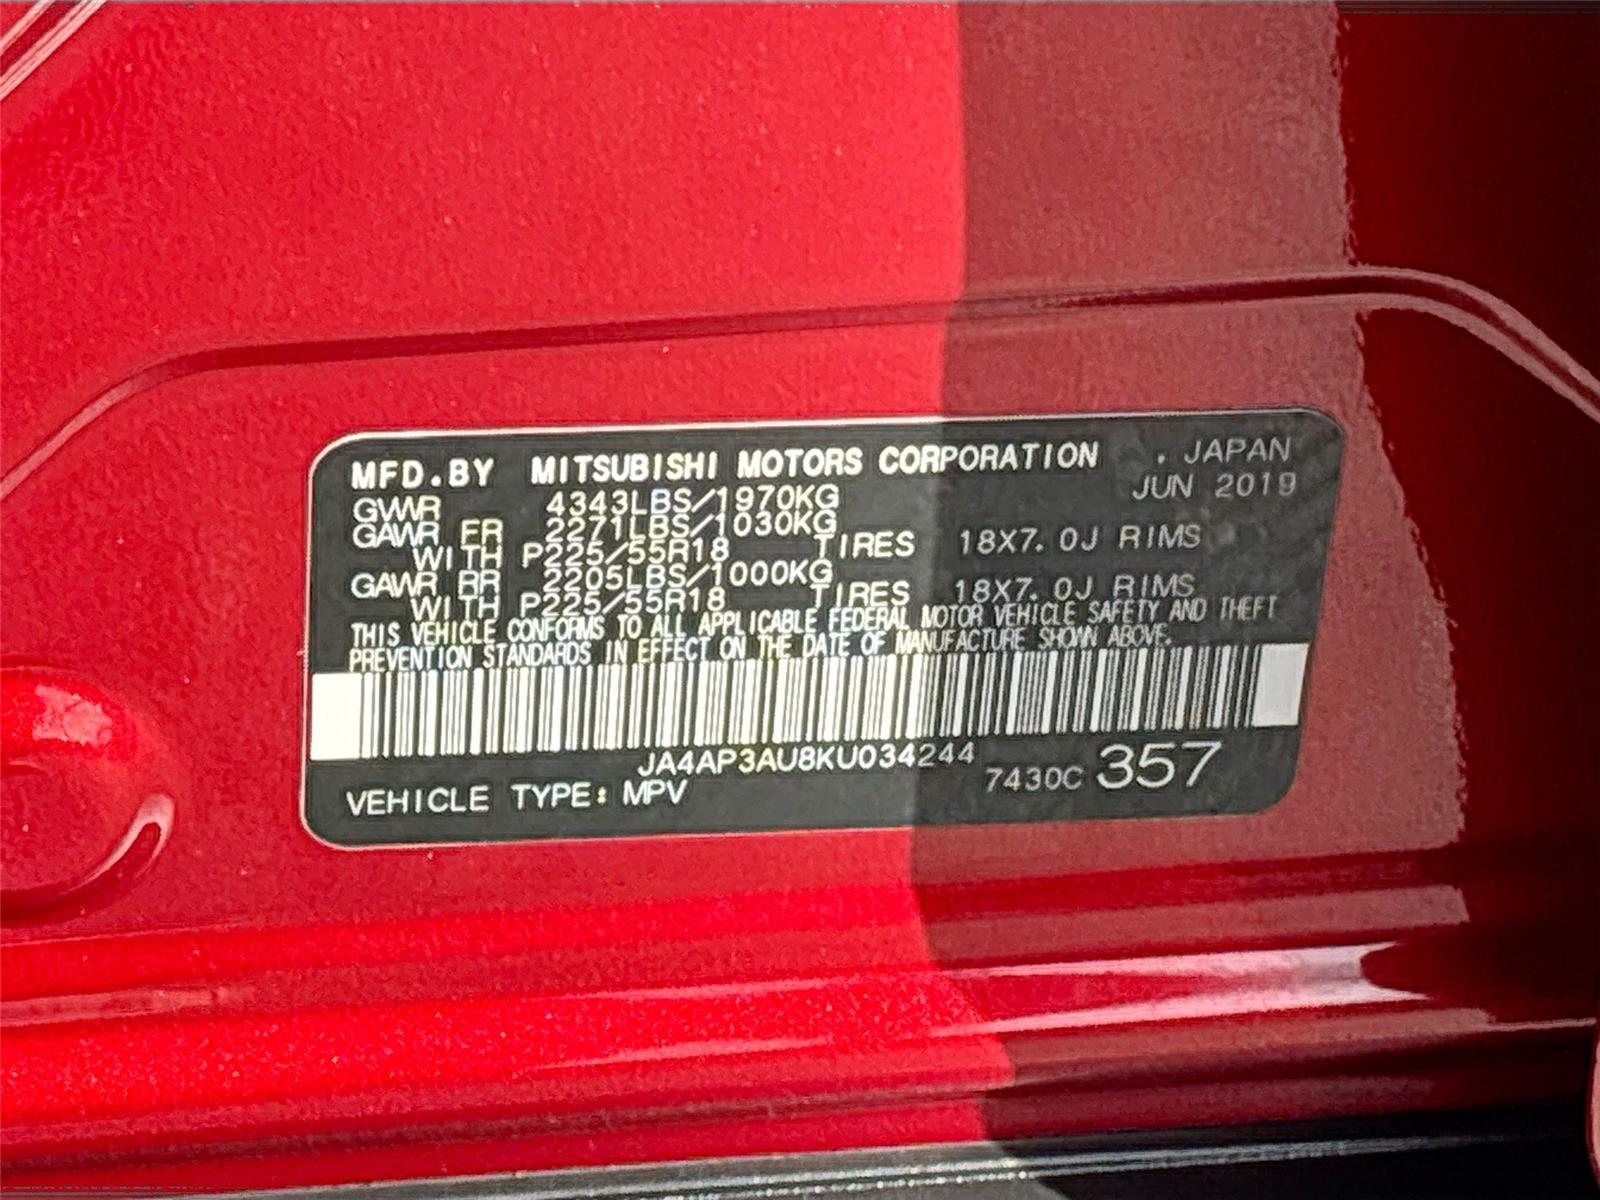 MFD.BY MITSUBISHI MOTORS CORPORATION . JAPAN
GVWR 4343LBS/1970KG JUN 2019
GAWR FR 2271LBS/1030KG
WITH P225/55R18 TIRES 18X7.0J RIMS
GAWR RR 2205LBS/1000KG
WITH P225/55R18 TIRES 18X7.0J RIMS
THIS VEHICLE CONFORMS TO ALL APPLICABLE FEDERAL MOTOR VEHICLE SAFETY AND THEFT
PREVENTION STANDARDS IN EFFECT ON THE DATE OF MANUFACTURE SHOWN ABOVE.
JA4AP3AU8KU034244
VEHICLE TYPE: MPV 7430C 357